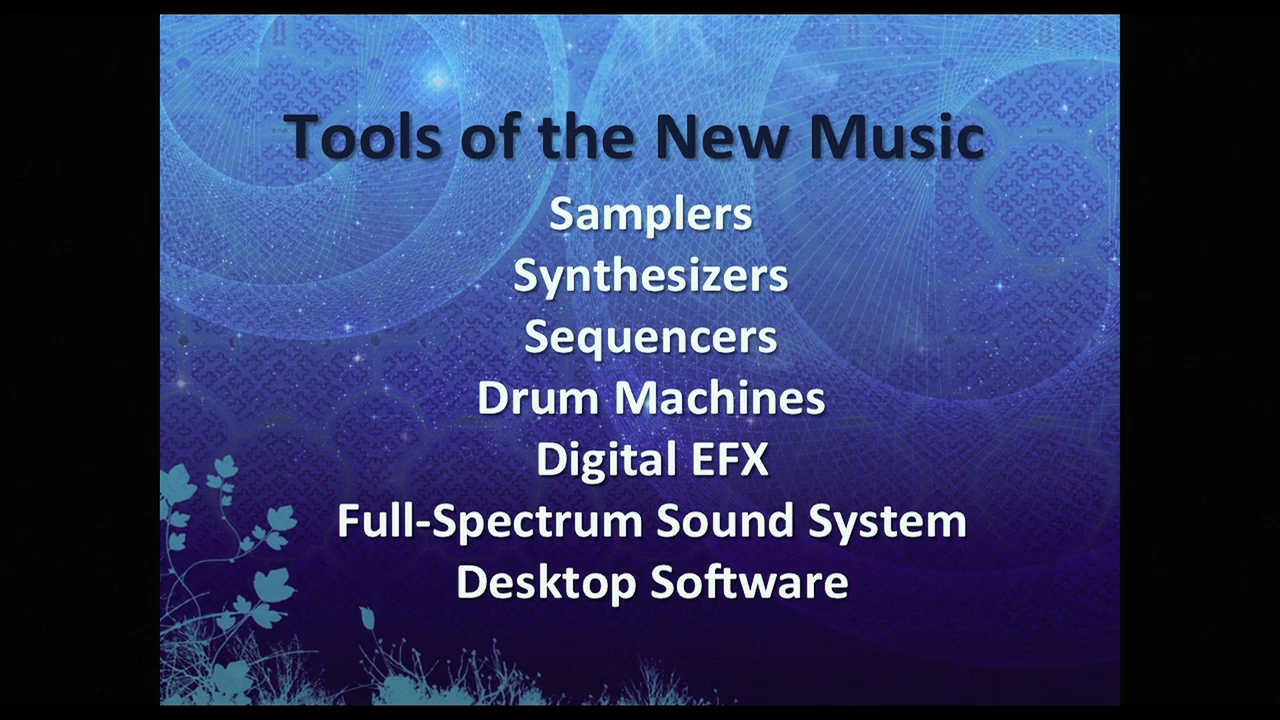 Tools of the New Music
Samplers
Synthesizers
Sequencers
Drum Machines
Digital EFX
Full-Spectrum Sound System
Desktop Software